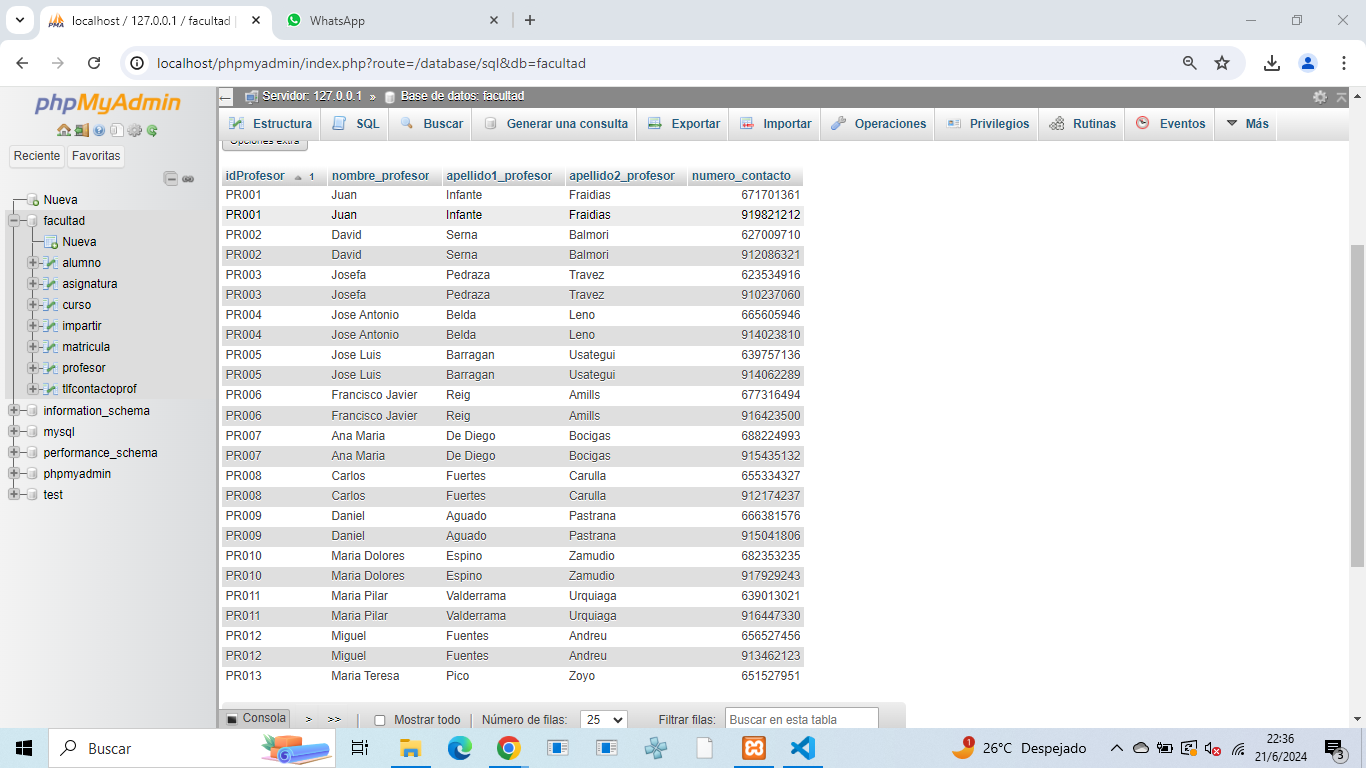 localhost / 127.0.0.1 / facultad |
WhatsApp
localhost/phpmyadmin/index.php?route=/database/sql&db=facultad
phpMyAdmin
Reciente Favoritas
Nueva
facultad
Nueva
alumno
asignatura
curso
impartir
matricula
profesor
tlfcontactoprof
information_schema
mysql
performance_schema
phpmyadmin
test
Servidor: 127.0.0.1 » Base de datos: facultad
Estructura SQL Buscar Generar una consulta Exportar Importar Operaciones Privilegios Rutinas Eventos Más
Opciones extra
idProfesor 1 nombre_profesor apellido1_profesor apellido2_profesor numero_contacto
PR001 Juan Infante Fraidias 671701361
PR001 Juan Infante Fraidias 919821212
PR002 David Serna Balmori 627009710
PR002 David Serna Balmori 912086321
PR003 Josefa Pedraza Travez 623534916
PR003 Josefa Pedraza Travez 910237060
PR004 Jose Antonio Belda Leno 665605946
PR004 Jose Antonio Belda Leno 914023810
PR005 Jose Luis Barragan Usategui 639757136
PR005 Jose Luis Barragan Usategui 914062289
PR006 Francisco Javier Reig Amills 677316494
PR006 Francisco Javier Reig Amills 916423500
PR007 Ana Maria De Diego Bocigas 688224993
PR007 Ana Maria De Diego Bocigas 915435132
PR008 Carlos Fuertes Carulla 655334327
PR008 Carlos Fuertes Carulla 912174237
PR009 Daniel Aguado Pastrana 666381576
PR009 Daniel Aguado Pastrana 915041806
PR010 Maria Dolores Espino Zamudio 682353235
PR010 Maria Dolores Espino Zamudio 917929243
PR011 Maria Pilar Valderrama Urquiaga 639013021
PR011 Maria Pilar Valderrama Urquiaga 916447330
PR012 Miguel Fuentes Andreu 656527456
PR012 Miguel Fuentes Andreu 913462123
PR013 Maria Teresa Pico Zoyo 651527951
Consola > >> | Mostrar todo | Número de filas: 25 Filtrar filas: Buscar en esta tabla
Buscar
26°C Despejado
22:36
21/6/2024
3